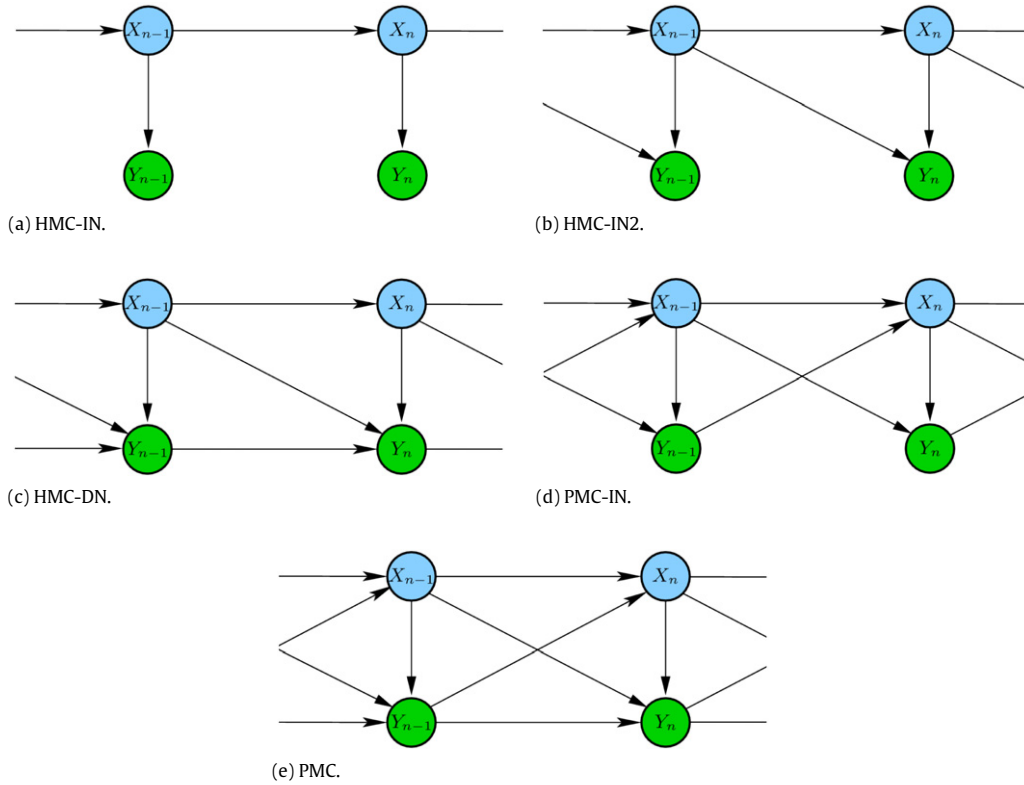 X_{n−1} X_n X_{n−1} X_n
Y_{n−1} Y_n Y_{n−1} Y_n
(a) HMC-IN. (b) HMC-IN2.
X_{n−1} X_n X_{n−1} X_n
Y_{n−1} Y_n Y_{n−1} Y_n
(c) HMC-DN. (d) PMC-IN.
X_{n−1} X_n
Y_{n−1} Y_n
(e) PMC.